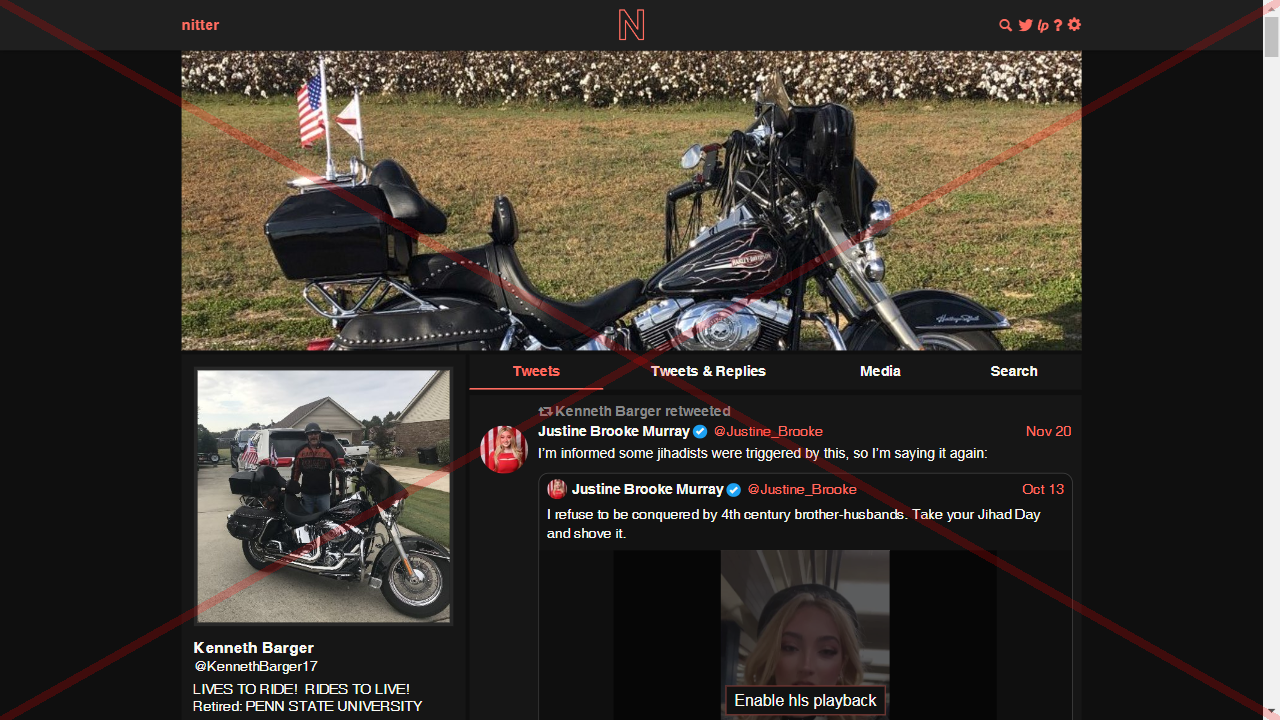 nitter
N
lp ?
HARLEY-DAVIDSON
Tweets
Tweets & Replies
Media
Search
Kenneth Barger retweeted
Justine Brooke Murray @Justine_Brooke Nov 20
I'm informed some jihadists were triggered by this, so I'm saying it again:
Justine Brooke Murray @Justine_Brooke Oct 13
I refuse to be conquered by 4th century brother-husbands. Take your Jihad Day
and shove it.
Enable hls playback
Kenneth Barger
@KennethBarger17
LIVES TO RIDE! RIDES TO LIVE!
Retired: PENN STATE UNIVERSITY